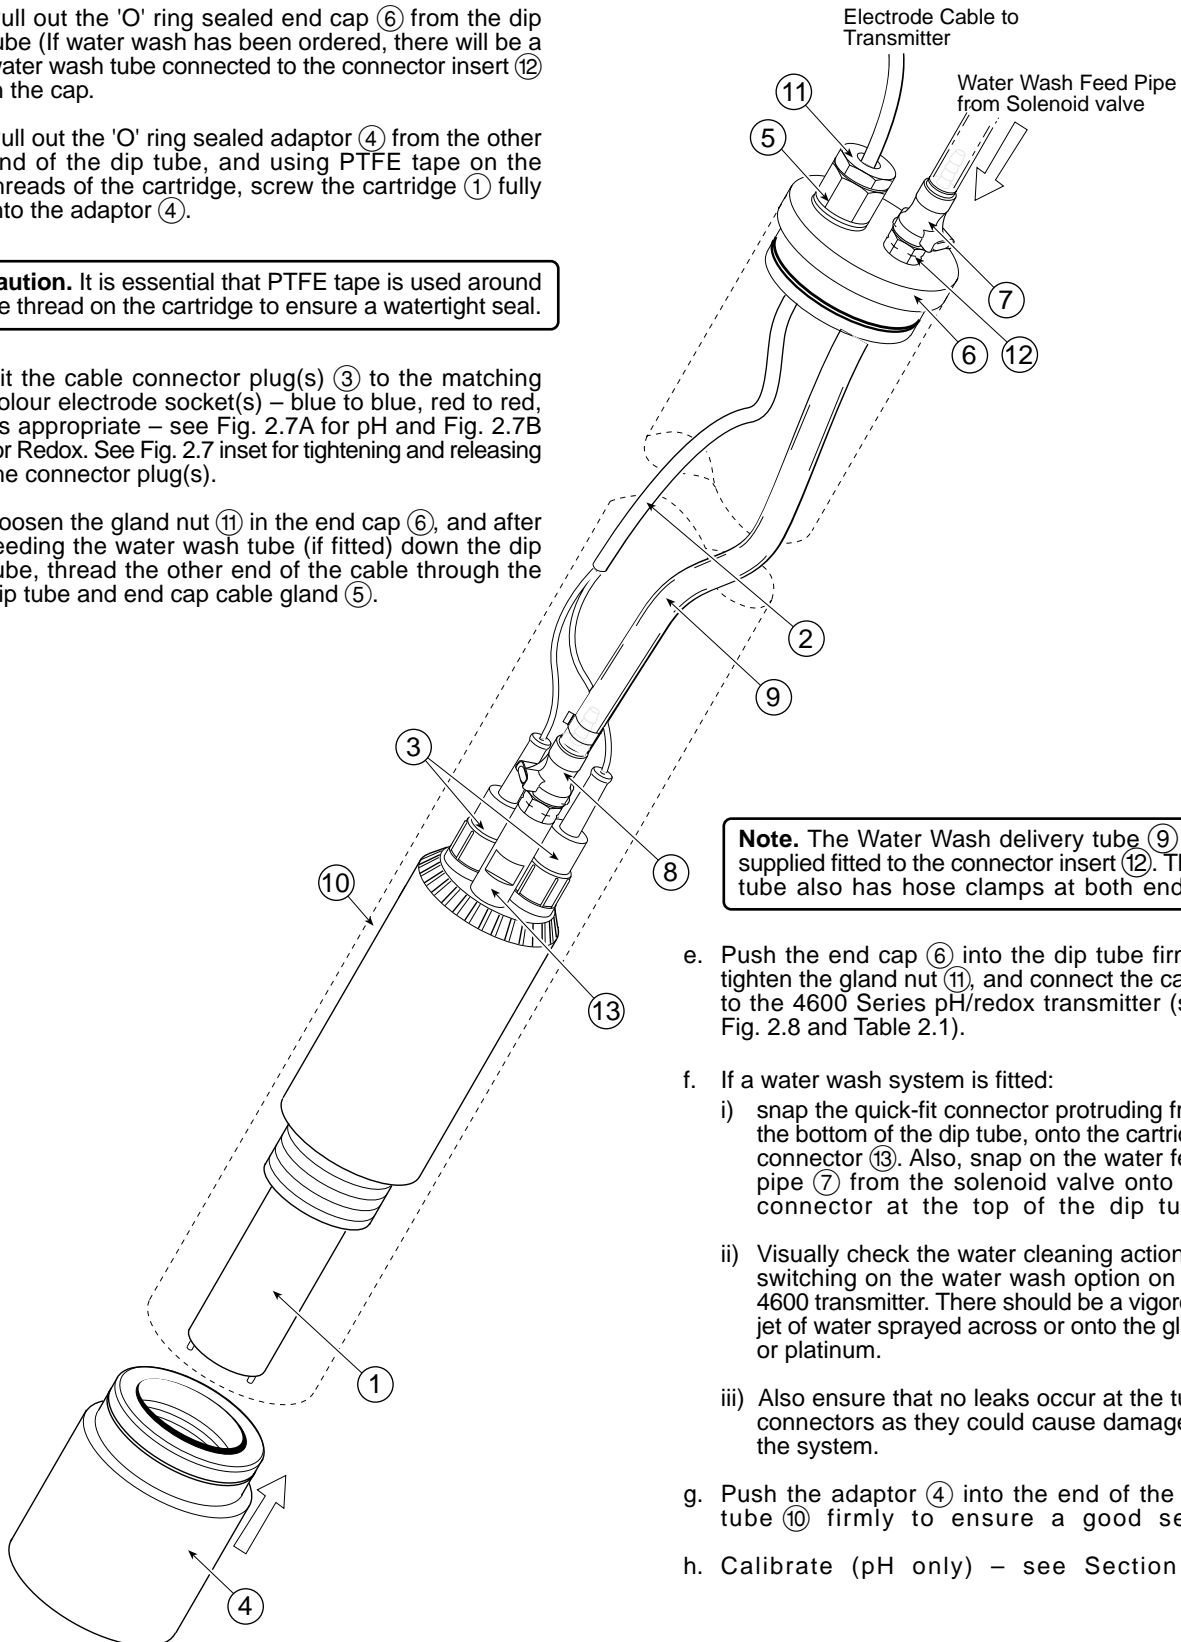 ull out the 'O' ring sealed end cap ⑥ from the dip
ube (If water wash has been ordered, there will be a
water wash tube connected to the connector insert ⑫
n the cap.
ull out the 'O' ring sealed adaptor ④ from the other
nd of the dip tube, and using PTFE tape on the
hreads of the cartridge, screw the cartridge ① fully
nto the adaptor ④.
aution. It is essential that PTFE tape is used around
e thread on the cartridge to ensure a watertight seal.
it the cable connector plug(s) ③ to the matching
olour electrode socket(s) – blue to blue, red to red,
s appropriate – see Fig. 2.7A for pH and Fig. 2.7B
or Redox. See Fig. 2.7 inset for tightening and releasing
he connector plug(s).
oosen the gland nut ⑪ in the end cap ⑥, and after
eeding the water wash tube (if fitted) down the dip
ube, thread the other end of the cable through the
ip tube and end cap cable gland ⑤.
Electrode Cable to
Transmitter
Water Wash Feed Pipe
from Solenoid valve
⑪
⑤
⑦
⑥ ⑫
②
⑨
③
⑧
⑩
⑬
①
④
Note. The Water Wash delivery tube ⑨
supplied fitted to the connector insert ⑫. Th
tube also has hose clamps at both end
e. Push the end cap ⑥ into the dip tube firm
tighten the gland nut ⑪, and connect the ca
to the 4600 Series pH/redox transmitter (s
Fig. 2.8 and Table 2.1).
f. If a water wash system is fitted:
i) snap the quick-fit connector protruding fr
the bottom of the dip tube, onto the cartric
connector ⑬. Also, snap on the water fe
pipe ⑦ from the solenoid valve onto
connector at the top of the dip tu
ii) Visually check the water cleaning action
switching on the water wash option on
4600 transmitter. There should be a vigoro
jet of water sprayed across or onto the gla
or platinum.
iii) Also ensure that no leaks occur at the tu
connectors as they could cause damage
the system.
g. Push the adaptor ④ into the end of the
tube ⑩ firmly to ensure a good se
h. Calibrate (pH only) – see Section